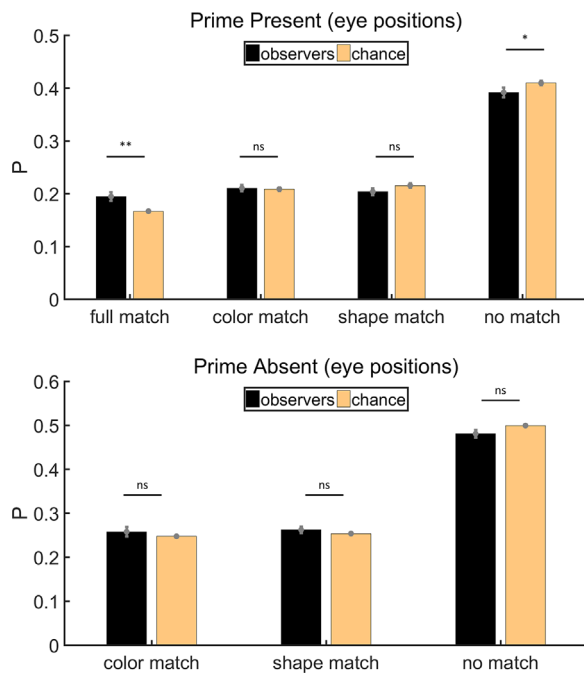 Prime Present (eye positions)
0.5
observers chance
*
0.4
** ns ns
0.3
P
0.2
0.1
0
full match color match shape match no match
Prime Absent (eye positions)
0.6
observers chance
ns
0.5
0.4
ns ns
0.3
P
0.2
0.1
0
color match shape match no match